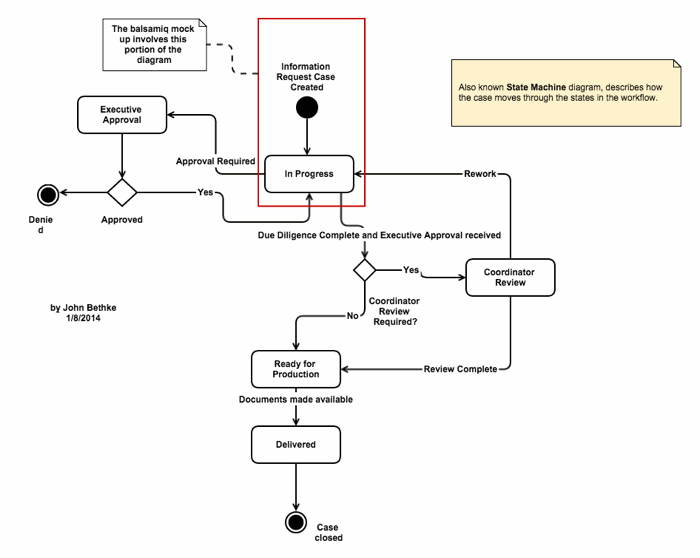 The balsamiq mock
up involves this
portion of the
diagram
Information
Request Case
Created
Also known State Machine diagram, describes how
the case moves through the states in the workflow.
Executive
Approval
Approval Required
In Progress
Rework
Denie
d
Approved
Yes
Due Diligence Complete and Executive Approval received
Yes
Coordinator
Review
Coordinator
Review
Required?
No
by John Bethke
1/8/2014
Ready for
Production
Review Complete
Documents made available
Delivered
Case
closed